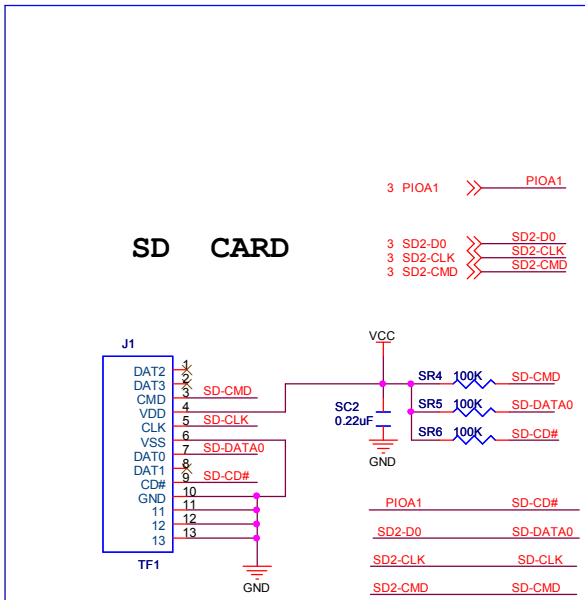 3 PIOA1 PIOA1
SD CARD
3 SD2-D0 SD2-D0
3 SD2-CLK SD2-CLK
3 SD2-CMD SD2-CMD
J1
VCC
DAT2 1
DAT3 2
CMD 3 SD-CMD
VDD 4
CLK 5 SD-CLK
VSS 6
DAT0 7 SD-DATA0
DAT1 8
CD# 9 SD-CD#
GND 10
11 11
12 12
13 13
TF1
GND
SC2
0.22uF
GND
SR4 100K SD-CMD
SR5 100K SD-DATA0
SR6 100K SD-CD#
PIOA1 SD-CD#
SD2-D0 SD-DATA0
SD2-CLK SD-CLK
SD2-CMD SD-CMD